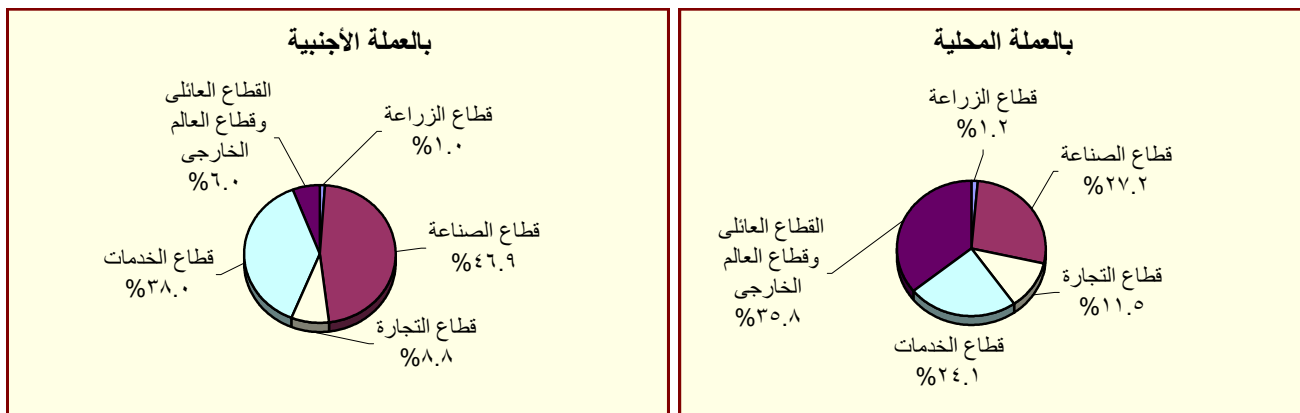 بالعملة المحلية
قطاع الزراعة
%١.٢
قطاع الصناعة
%٢٧.٢
قطاع التجارة
%١١.٥
قطاع الخدمات
%٢٤.١
القطاع العائلى
وقطاع العالم
الخارجى
%٣٥.٨
بالعملة الأجنبية
قطاع الزراعة
%١.٠
قطاع الصناعة
%٤٦.٩
قطاع التجارة
%٨.٨
قطاع الخدمات
%٣٨.٠
القطاع العائلى
وقطاع العالم
الخارجى
%٦.٠